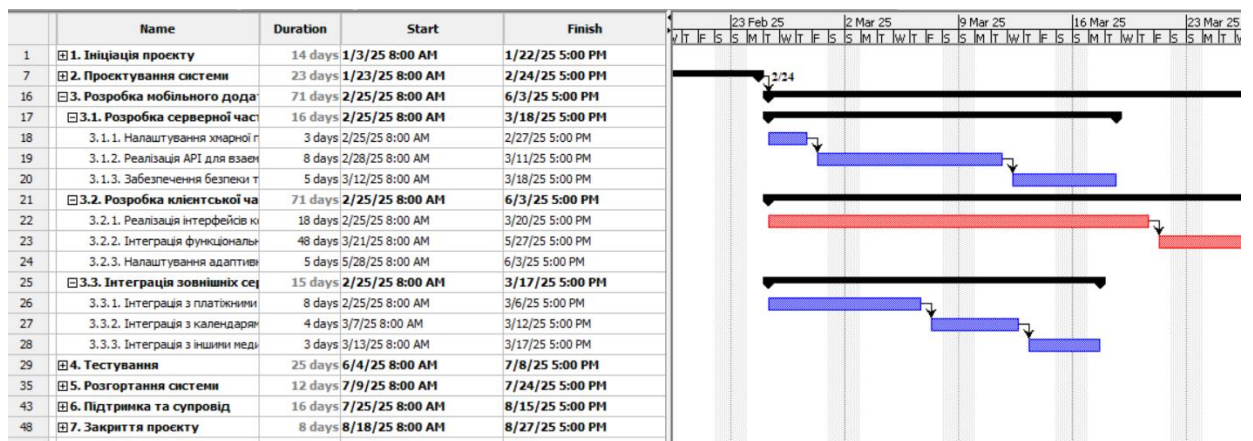 Name Duration Start Finish 23 Feb 25 2 Mar 25 9 Mar 25 16 Mar 25 23 Mar 25
W T F S S M T W T F S S M T W T F S S M T W T F S S M T W T F S S M T W
1 1. Ініціація проєкту 14 days 1/3/25 8:00 AM 1/22/25 5:00 PM
7 2. Проєктування системи 23 days 1/23/25 8:00 AM 2/24/25 5:00 PM 2/24
16 3. Розробка мобільного дода 71 days 2/25/25 8:00 AM 6/3/25 5:00 PM
17 3.1. Розробка серверної част 16 days 2/25/25 8:00 AM 3/18/25 5:00 PM
18 3.1.1. Налаштування хмарної п 3 days 2/25/25 8:00 AM 2/27/25 5:00 PM
19 3.1.2. Реалізація API для взаєм 8 days 2/28/25 8:00 AM 3/11/25 5:00 PM
20 3.1.3. Забезпечення безпеки т 5 days 3/12/25 8:00 AM 3/18/25 5:00 PM
21 3.2. Розробка клієнтської ча 71 days 2/25/25 8:00 AM 6/3/25 5:00 PM
22 3.2.1. Реалізація інтерфейсів к 18 days 2/25/25 8:00 AM 3/20/25 5:00 PM
23 3.2.2. Інтеграція функціональн 48 days 3/21/25 8:00 AM 5/27/25 5:00 PM
24 3.2.3. Налаштування адаптивн 5 days 5/28/25 8:00 AM 6/3/25 5:00 PM
25 3.3. Інтеграція зовнішніх сер 15 days 2/25/25 8:00 AM 3/17/25 5:00 PM
26 3.3.1. Інтеграція з платіжними 8 days 2/25/25 8:00 AM 3/6/25 5:00 PM
27 3.3.2. Інтеграція з календарям 4 days 3/7/25 8:00 AM 3/12/25 5:00 PM
28 3.3.3. Інтеграція з іншими меди 3 days 3/13/25 8:00 AM 3/17/25 5:00 PM
29 4. Тестування 25 days 6/4/25 8:00 AM 7/8/25 5:00 PM
35 5. Розгортання системи 12 days 7/9/25 8:00 AM 7/24/25 5:00 PM
43 6. Підтримка та супровід 16 days 7/25/25 8:00 AM 8/15/25 5:00 PM
48 7. Закриття проєкту 8 days 8/18/25 8:00 AM 8/27/25 5:00 PM